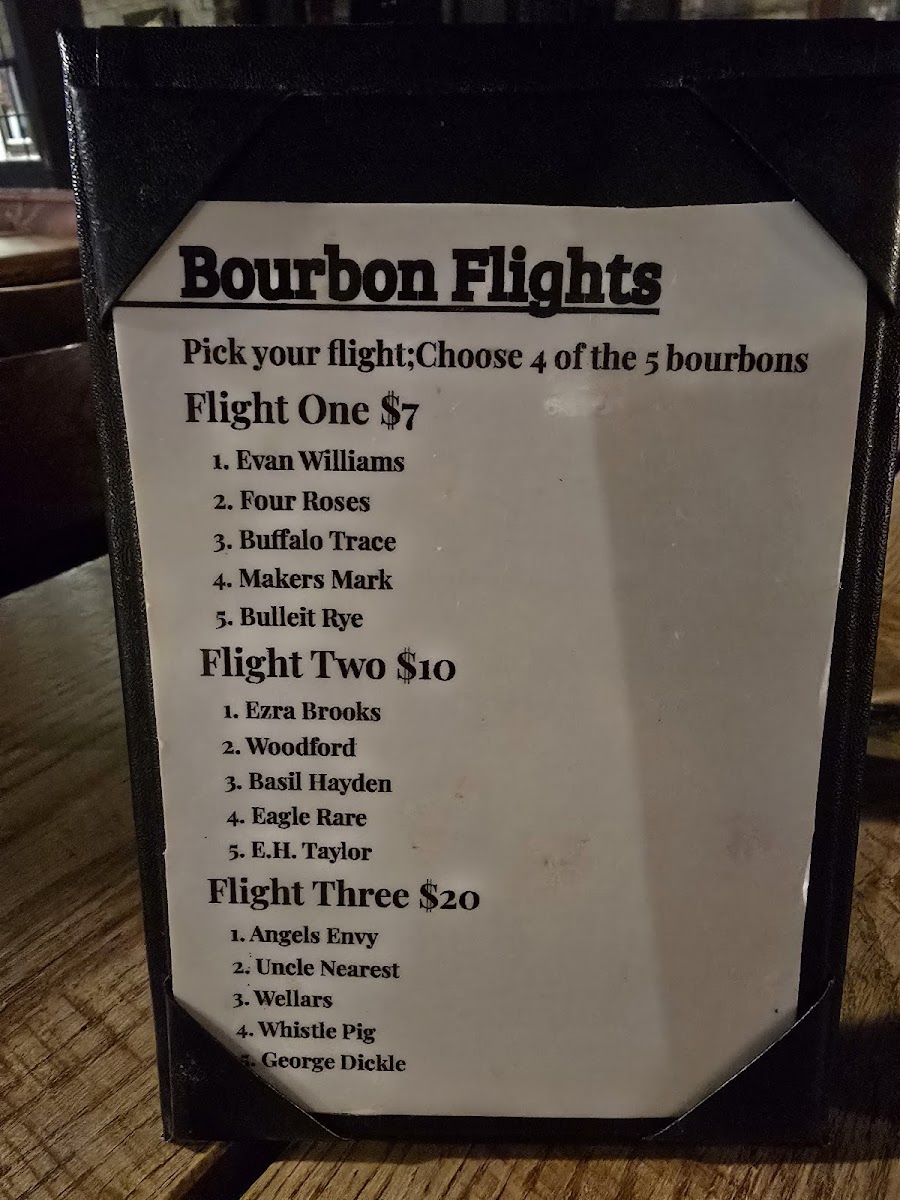 Bourbon Flights
Pick your flight;Choose 4 of the 5 bourbons
Flight One $7
1. Evan Williams
2. Four Roses
3. Buffalo Trace
4. Makers Mark
5. Bulleit Rye
Flight Two $10
1. Ezra Brooks
2. Woodford
3. Basil Hayden
4. Eagle Rare
5. E.H. Taylor
Flight Three $20
1. Angels Envy
2. Uncle Nearest
3. Wellars
4. Whistle Pig
5. George Dickle